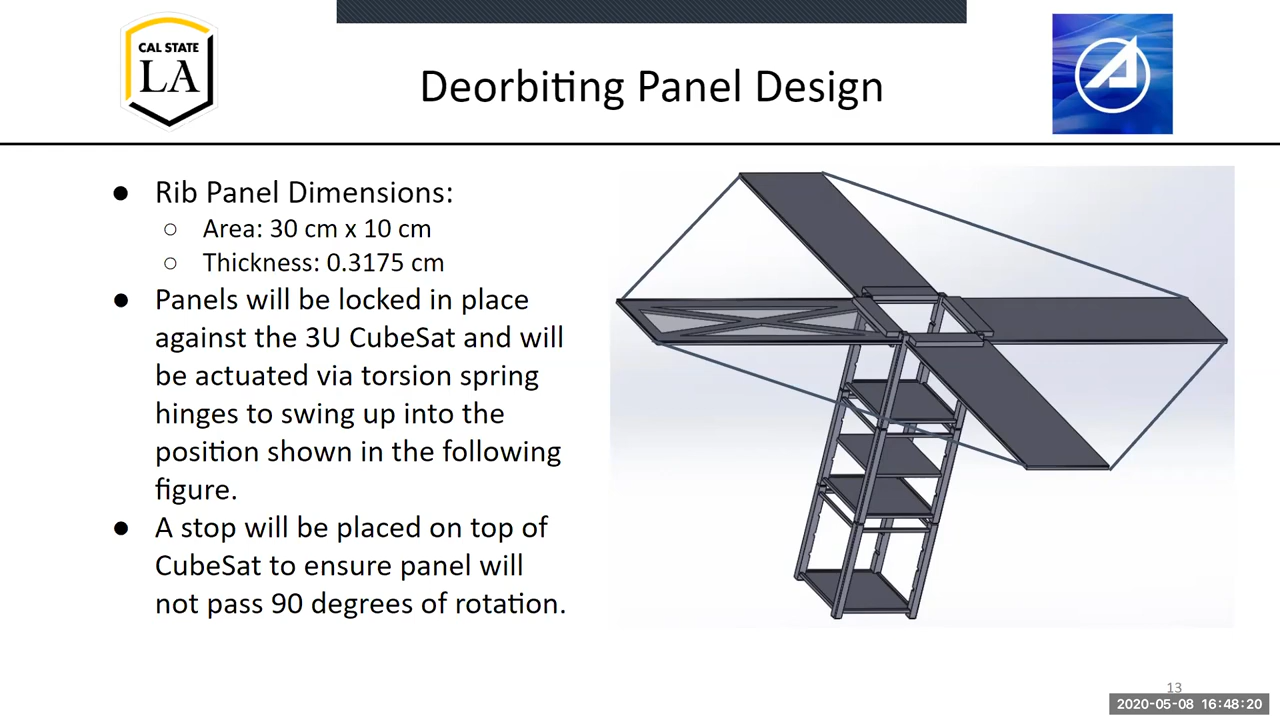 CAL STATE
LA
Deorbiting Panel Design
● Rib Panel Dimensions:
○ Area: 30 cm x 10 cm
○ Thickness: 0.3175 cm
● Panels will be locked in place
against the 3U CubeSat and will
be actuated via torsion spring
hinges to swing up into the
position shown in the following
figure.
● A stop will be placed on top of
CubeSat to ensure panel will
not pass 90 degrees of rotation.
13
2020-05-08 16:48:20